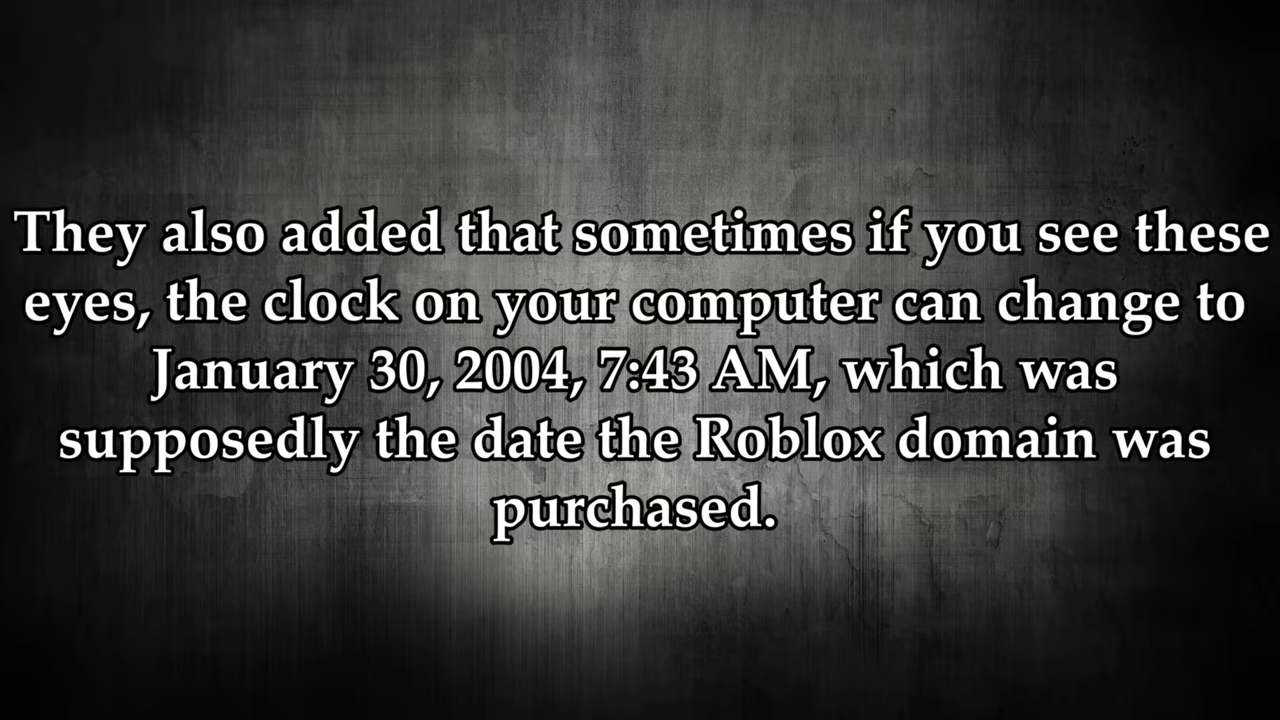 They also added that sometimes if you see these
eyes, the clock on your computer can change to
January 30, 2004, 7:43 AM, which was
supposedly the date the Roblox domain was
purchased.